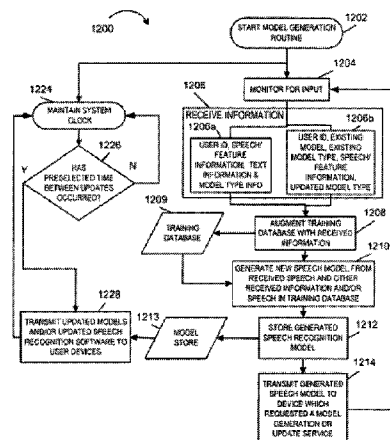 1200
START MODEL GENERATION
ROUTINE
1202
1224
MAINTAIN SYSTEM
CLOCK
1226
HAS
PRESELECTED TIME
BETWEEN UPDATES
OCCURRED?
Y
N
1204
MONITOR FOR INPUT
1206
RECEIVE INFORMATION
1206a
USER ID, SPEECH/
FEATURE
INFORMATION, TEXT
INFORMATION &
MODEL TYPE INFO
1206b
USER ID, EXISTING
MODEL, EXISTING
MODEL TYPE, SPEECH/
FEATURE
INFORMATION,
UPDATED MODEL TYPE
1209
TRAINING
DATABASE
1208
AUGMENT TRAINING
DATABASE WITH RECEIVED
INFORMATION
1210
GENERATE NEW SPEECH MODEL FROM
RECEIVED SPEECH AND OTHER
RECEIVED INFORMATION AND/OR
SPEECH IN TRAINING DATABASE
1228
TRANSMIT UPDATED MODELS
AND/OR UPDATED SPEECH
RECOGNITION SOFTWARE TO
USER DEVICES
1213
MODEL
STORE
1212
STORE GENERATED
SPEECH RECOGNITION
MODEL
1214
TRANSMIT GENERATED
SPEECH MODEL TO
DEVICE WHICH
REQUESTED A MODEL
GENERATION OR
UPDATE SERVICE